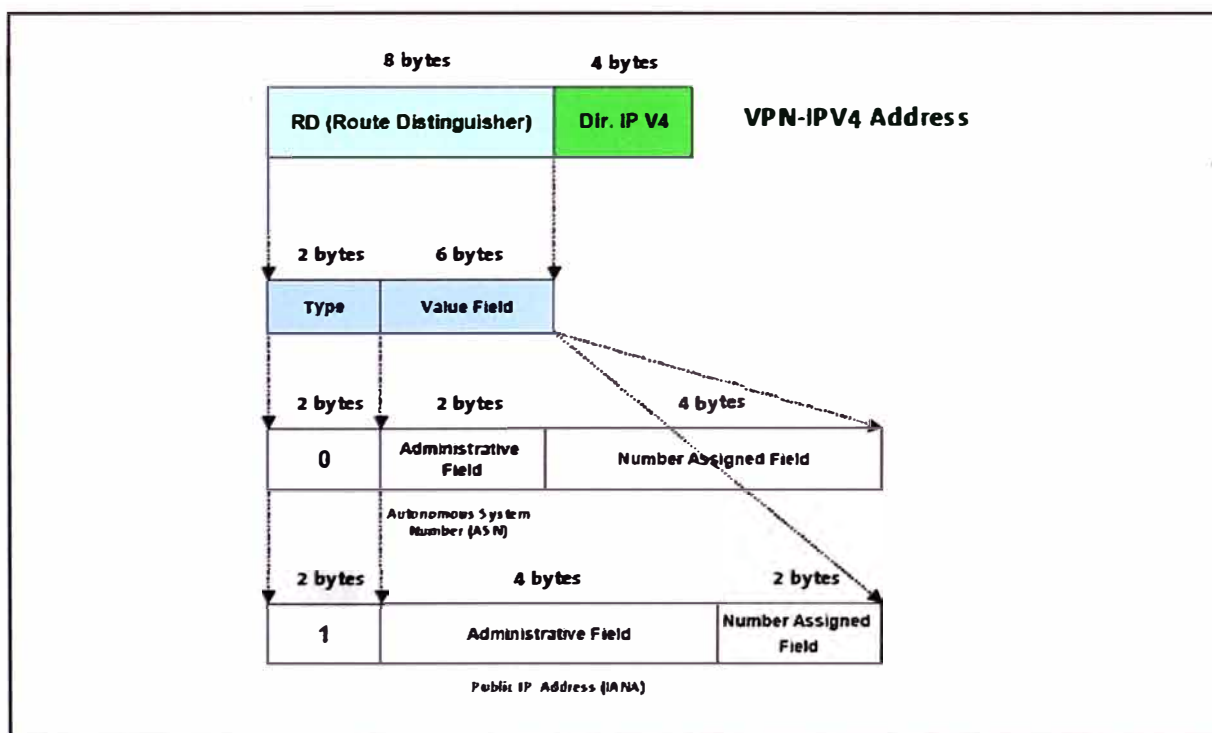 8 bytes 4 bytes
RD (Route Distinguisher) Dir. IP V4 VPN-IPV4 Address
2 bytes 6 bytes
Type Value Field
2 bytes 2 bytes 4 bytes
0 Administrative Field Number Assigned Field
Autonomous System
Number (ASN)
2 bytes 4 bytes 2 bytes
1 Administrative Field Number Assigned Field
Public IP Address (IANA)